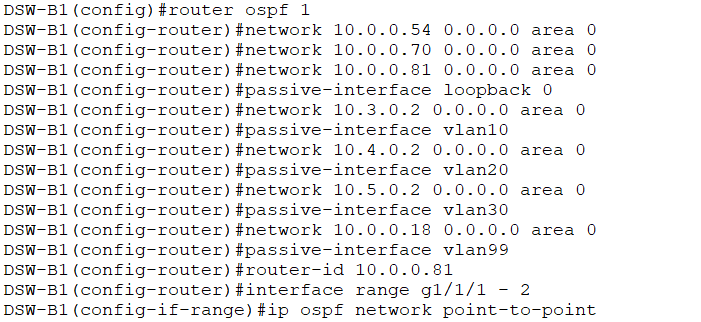 DSW-B1(config)#router ospf 1
DSW-B1(config-router)#network 10.0.0.54 0.0.0.0 area 0
DSW-B1(config-router)#network 10.0.0.70 0.0.0.0 area 0
DSW-B1(config-router)#network 10.0.0.81 0.0.0.0 area 0
DSW-B1(config-router)#passive-interface loopback 0
DSW-B1(config-router)#network 10.3.0.2 0.0.0.0 area 0
DSW-B1(config-router)#passive-interface vlan10
DSW-B1(config-router)#network 10.4.0.2 0.0.0.0 area 0
DSW-B1(config-router)#passive-interface vlan20
DSW-B1(config-router)#network 10.5.0.2 0.0.0.0 area 0
DSW-B1(config-router)#passive-interface vlan30
DSW-B1(config-router)#network 10.0.0.18 0.0.0.0 area 0
DSW-B1(config-router)#passive-interface vlan99
DSW-B1(config-router)#router-id 10.0.0.81
DSW-B1(config-router)#interface range g1/1/1 - 2
DSW-B1(config-if-range)#ip ospf network point-to-point